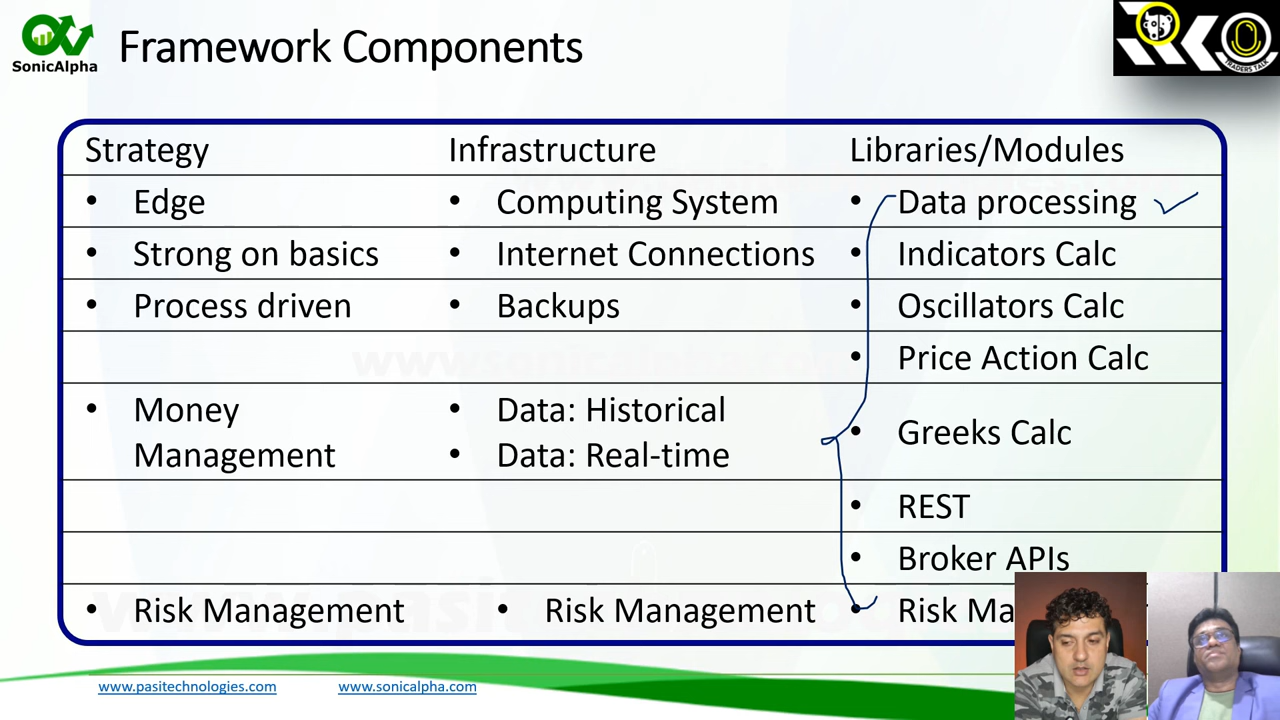 SonicAlpha
Framework Components
TRADERS TALK
Strategy Infrastructure Libraries/Modules
• Edge • Computing System • Data processing
• Strong on basics • Internet Connections • Indicators Calc
• Process driven • Backups • Oscillators Calc
• Price Action Calc
• Money Management • Data: Historical • Data: Real-time • Greeks Calc
• REST
• Broker APIs
• Risk Management • Risk Management • Risk Ma
www.pasitechnologies.com www.sonicalpha.com